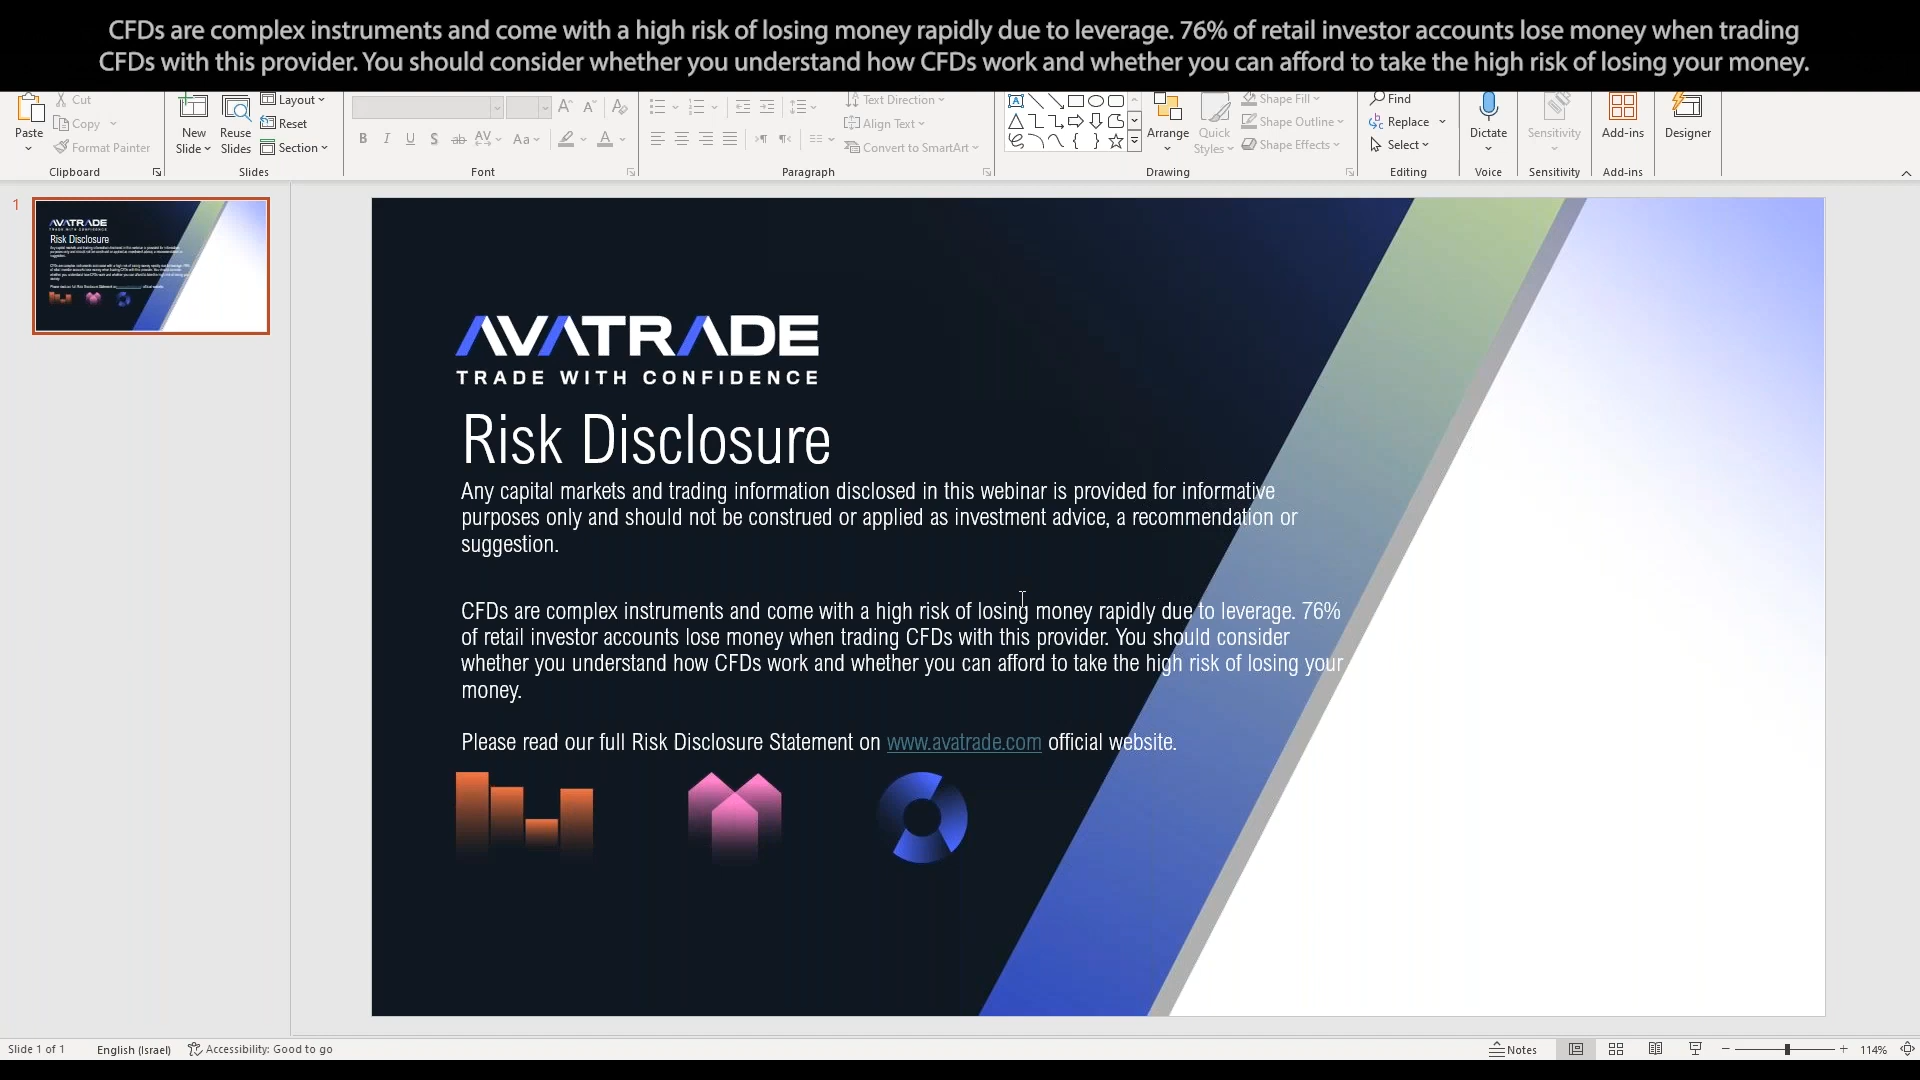 CFDs are complex instruments and come with a high risk of losing money rapidly due to leverage. 76% of retail investor accounts lose money when trading
CFDs with this provider. You should consider whether you understand how CFDs work and whether you can afford to take the high risk of losing your money.
Paste
Cut
Copy
Format Painter
Clipboard
New
Slide
Reuse
Slides
Layout
Reset
Section
Slides
Font
Text Direction
Align Text
Convert to SmartArt
Paragraph
Arrange
Quick
Styles
Shape Fill
Shape Outline
Shape Effects
Drawing
Find
Replace
Select
Editing
Dictate
Voice
Sensitivity
Sensitivity
Add-ins
Add-ins
Designer
1
AVATRADE
TRADE WITH CONFIDENCE
Risk Disclosure
AVATRADE
TRADE WITH CONFIDENCE
Risk Disclosure
Any capital markets and trading information disclosed in this webinar is provided for informative
purposes only and should not be construed or applied as investment advice, a recommendation or
suggestion.
CFDs are complex instruments and come with a high risk of losing money rapidly due to leverage. 76%
of retail investor accounts lose money when trading CFDs with this provider. You should consider
whether you understand how CFDs work and whether you can afford to take the high risk of losing your
money.
Please read our full Risk Disclosure Statement on www.avatrade.com official website.
Slide 1 of 1
English (Israel)
Accessibility: Good to go
Notes
114%